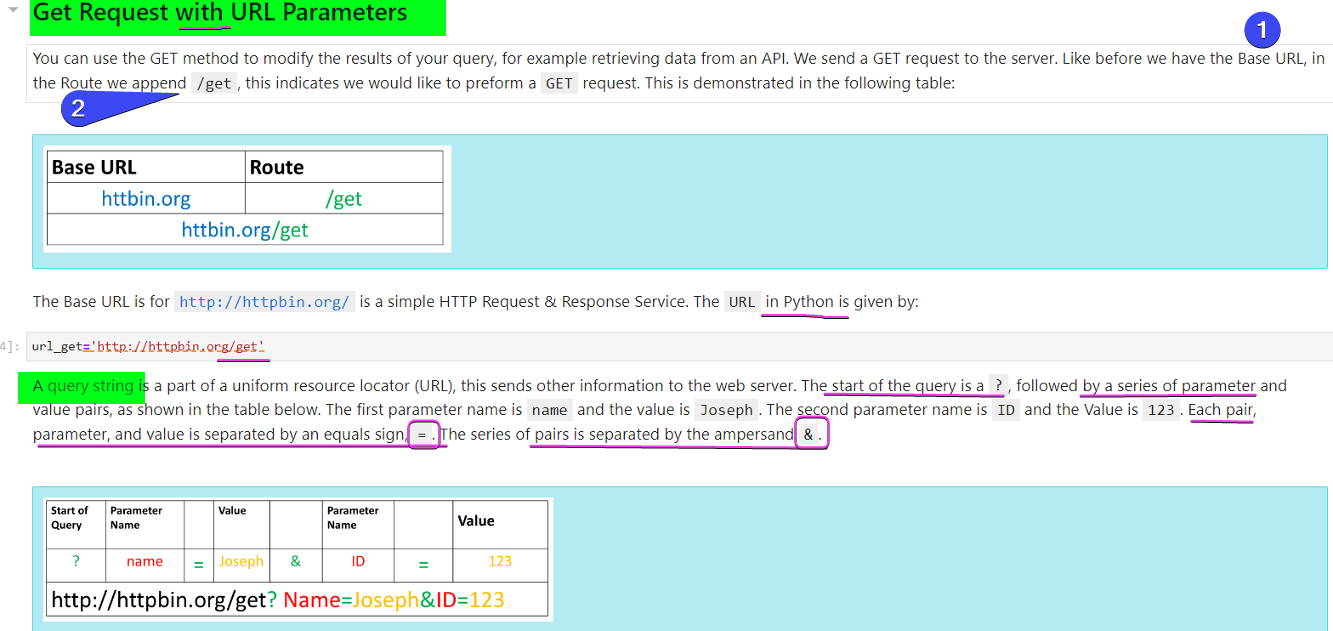 Get Request with URL Parameters
1
You can use the GET method to modify the results of your query, for example retrieving data from an API. We send a GET request to the server. Like before we have the Base URL, in
the Route we append /get , this indicates we would like to preform a GET request. This is demonstrated in the following table:
2
Base URL Route
httbin.org /get
httbin.org/get
The Base URL is for http://httpbin.org/ is a simple HTTP Request & Response Service. The URL in Python is given by:
4]: url_get='http://httpbin.org/get'
A query string is a part of a uniform resource locator (URL), this sends other information to the web server. The start of the query is a ? , followed by a series of parameter and
value pairs, as shown in the table below. The first parameter name is name and the value is Joseph . The second parameter name is ID and the Value is 123 . Each pair,
parameter, and value is separated by an equals sign, = . The series of pairs is separated by the ampersand & .
Start of Parameter Value Parameter Value
Query Name Name
? name = Joseph & ID = 123
http://httpbin.org/get? Name=Joseph&ID=123